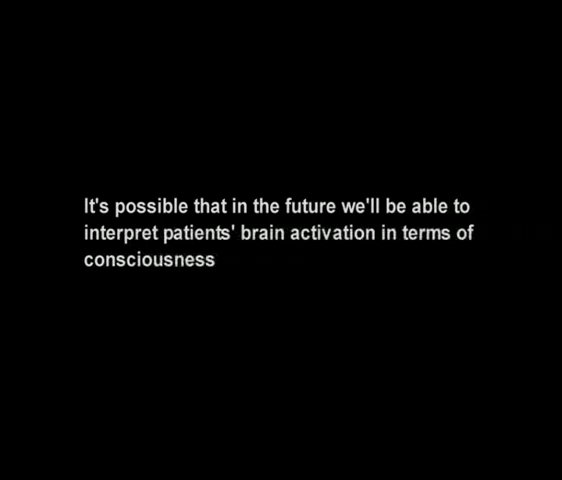 It's possible that in the future we'll be able to
interpret patients' brain activation in terms of
consciousness